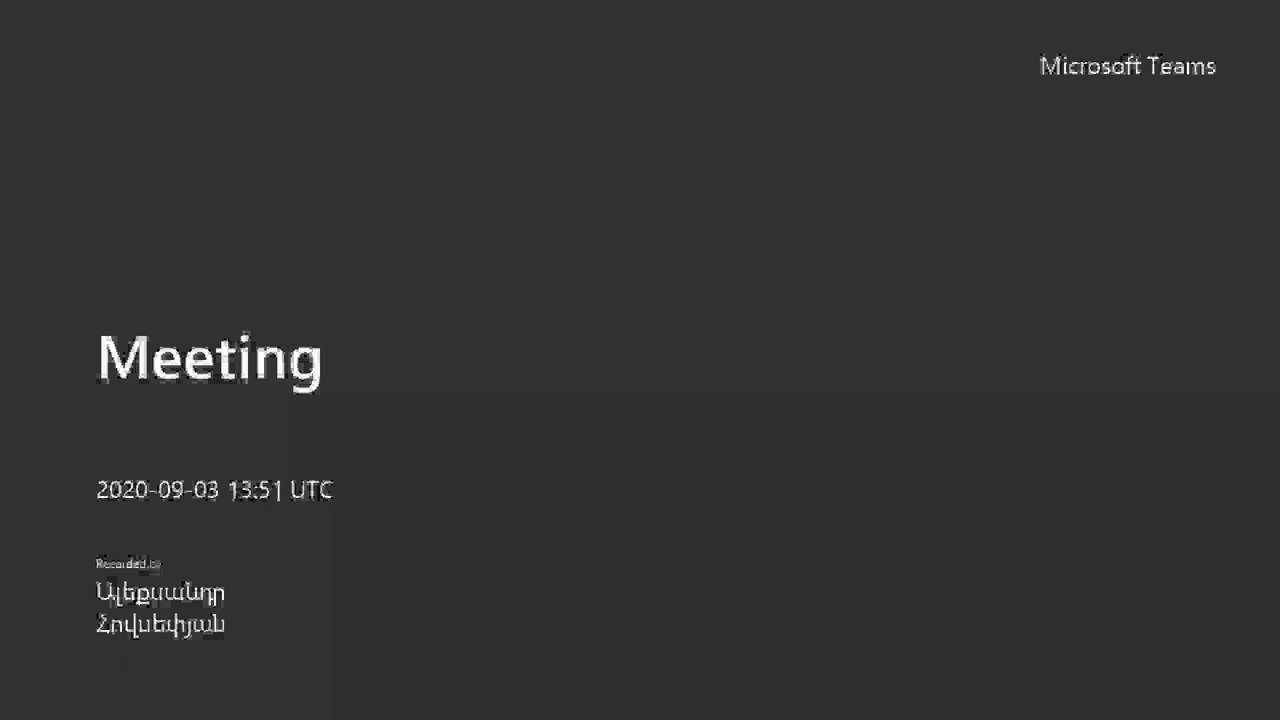 Microsoft Teams
Meeting
2020-09-03 13:51 UTC
Recorded by
Ալեքսանդր
Հովսեփյան